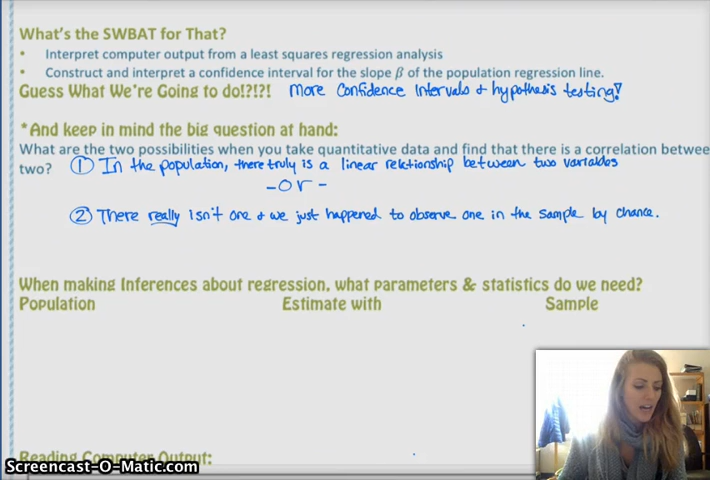 What's the SWBAT for That?
• Interpret computer output from a least squares regression analysis
• Construct and interpret a confidence interval for the slope β of the population regression line.
Guess What We're Going to do!?!?! More Confidence Intervals & hypothesis testing!
*And keep in mind the big question at hand:
What are the two possibilities when you take quantitative data and find that there is a correlation betwee
two? ① In the population, there truly is a linear relationship between two variables
- or -
② There really isn't one & we just happened to observe one in the sample by chance.
When making Inferences about regression, what parameters & statistics do we need?
Population Estimate with Sample
Reading Computer Output:
Screencast-O-Matic.com